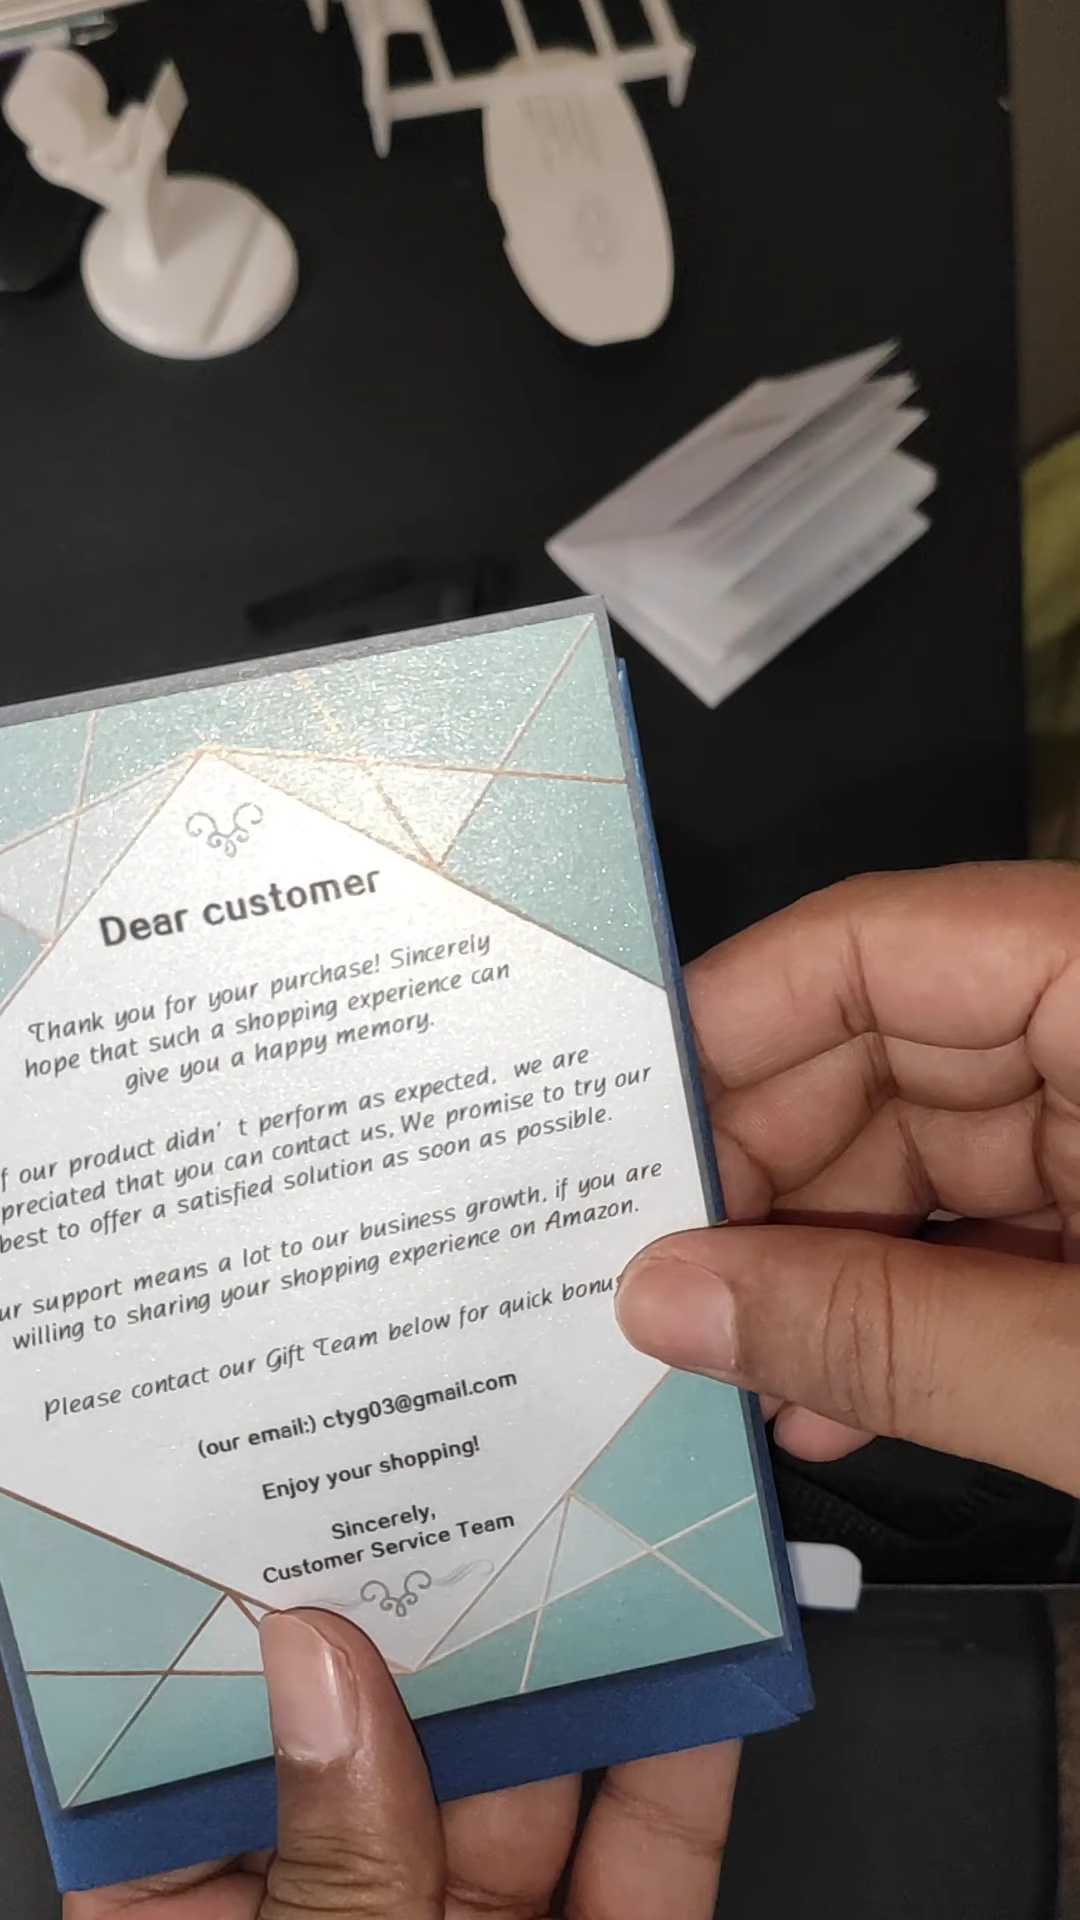 Dear customer
Thank you for your purchase! Sincerely
hope that such a shopping experience can
give you a happy memory.
f our product didn't perform as expected, we are
preciated that you can contact us. We promise to try our
best to offer a satisfied solution as soon as possible.
ur support means a lot to our business growth, if you are
willing to sharing your shopping experience on Amazon.
Please contact our Gift Team below for quick bonus
(our email:) ctyg03@gmail.com
Enjoy your shopping!
Sincerely,
Customer Service Team